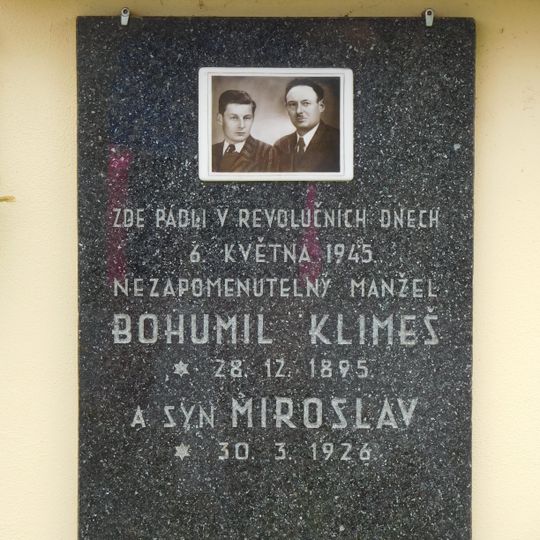 ZDE PADLI V REVOLUČNÍCH DNECH
6. KVĚTNA 1945
NEZAPOMENUTELNÝ MANŽEL
BOHUMIL KLIMEŠ
* 28. 12. 1895
A SYN MIROSLAV
* 30. 3. 1926